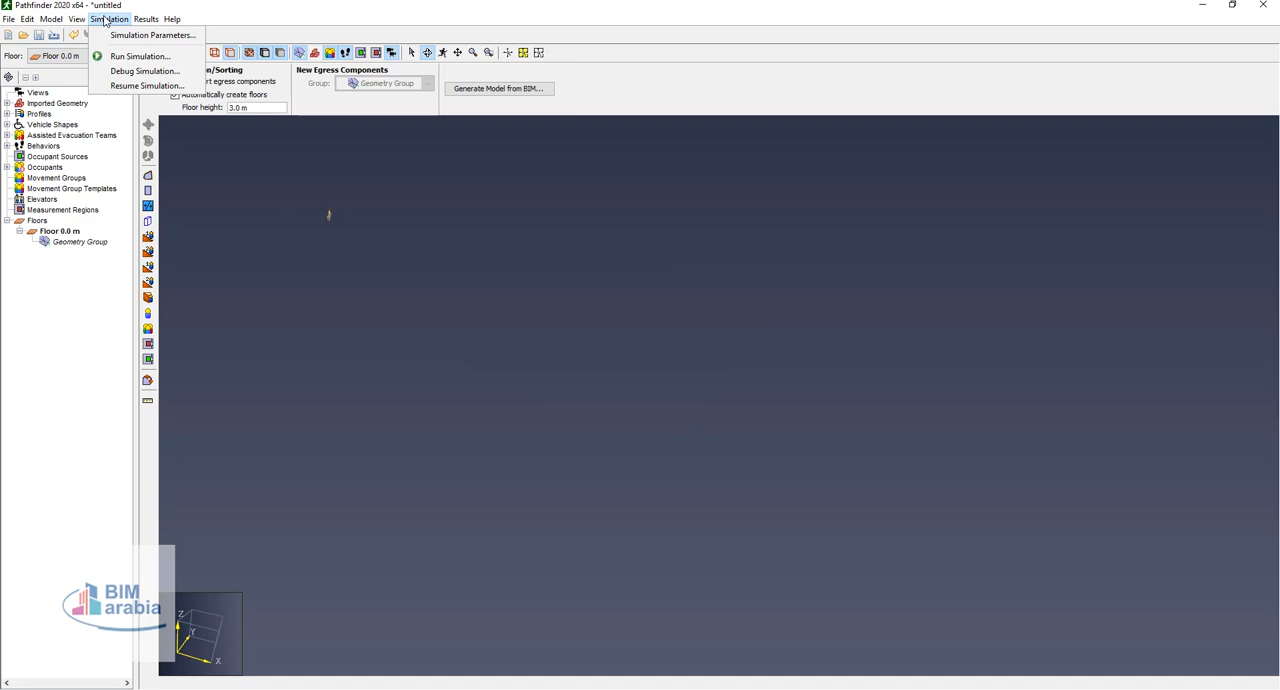 Pathfinder 2020 x64 - *untitled
File Edit Model View Simulation Results Help
Simulation Parameters...
Run Simulation...
Debug Simulation...
Resume Simulation...
Floor: Floor 0.0 m
n/Sorting
rt egress components
Automatically create floors
Floor height: 3.0 m
New Egress Components
Group: Geometry Group
Generate Model from BIM...
Views
Imported Geometry
Profiles
Vehicle Shapes
Assisted Evacuation Teams
Behaviors
Occupant Sources
Occupants
Movement Groups
Movement Group Templates
Elevators
Measurement Regions
Floors
Floor 0.0 m
Geometry Group
BIM
arabia
Z
Y
X